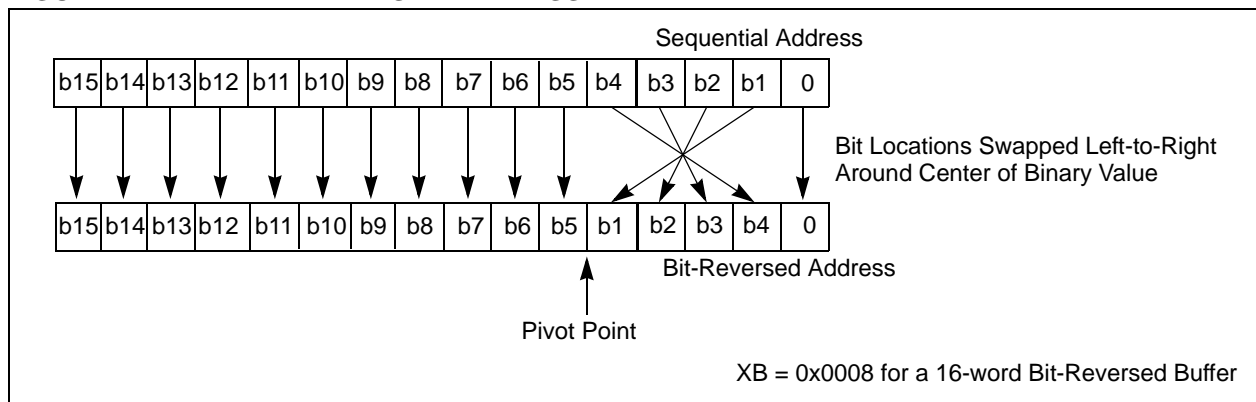 Sequential Address
b15 b14 b13 b12 b11 b10 b9 b8 b7 b6 b5 b4 b3 b2 b1 0
Bit Locations Swapped Left-to-Right
Around Center of Binary Value
b15 b14 b13 b12 b11 b10 b9 b8 b7 b6 b5 b1 b2 b3 b4 0
Bit-Reversed Address
Pivot Point
XB = 0x0008 for a 16-word Bit-Reversed Buffer